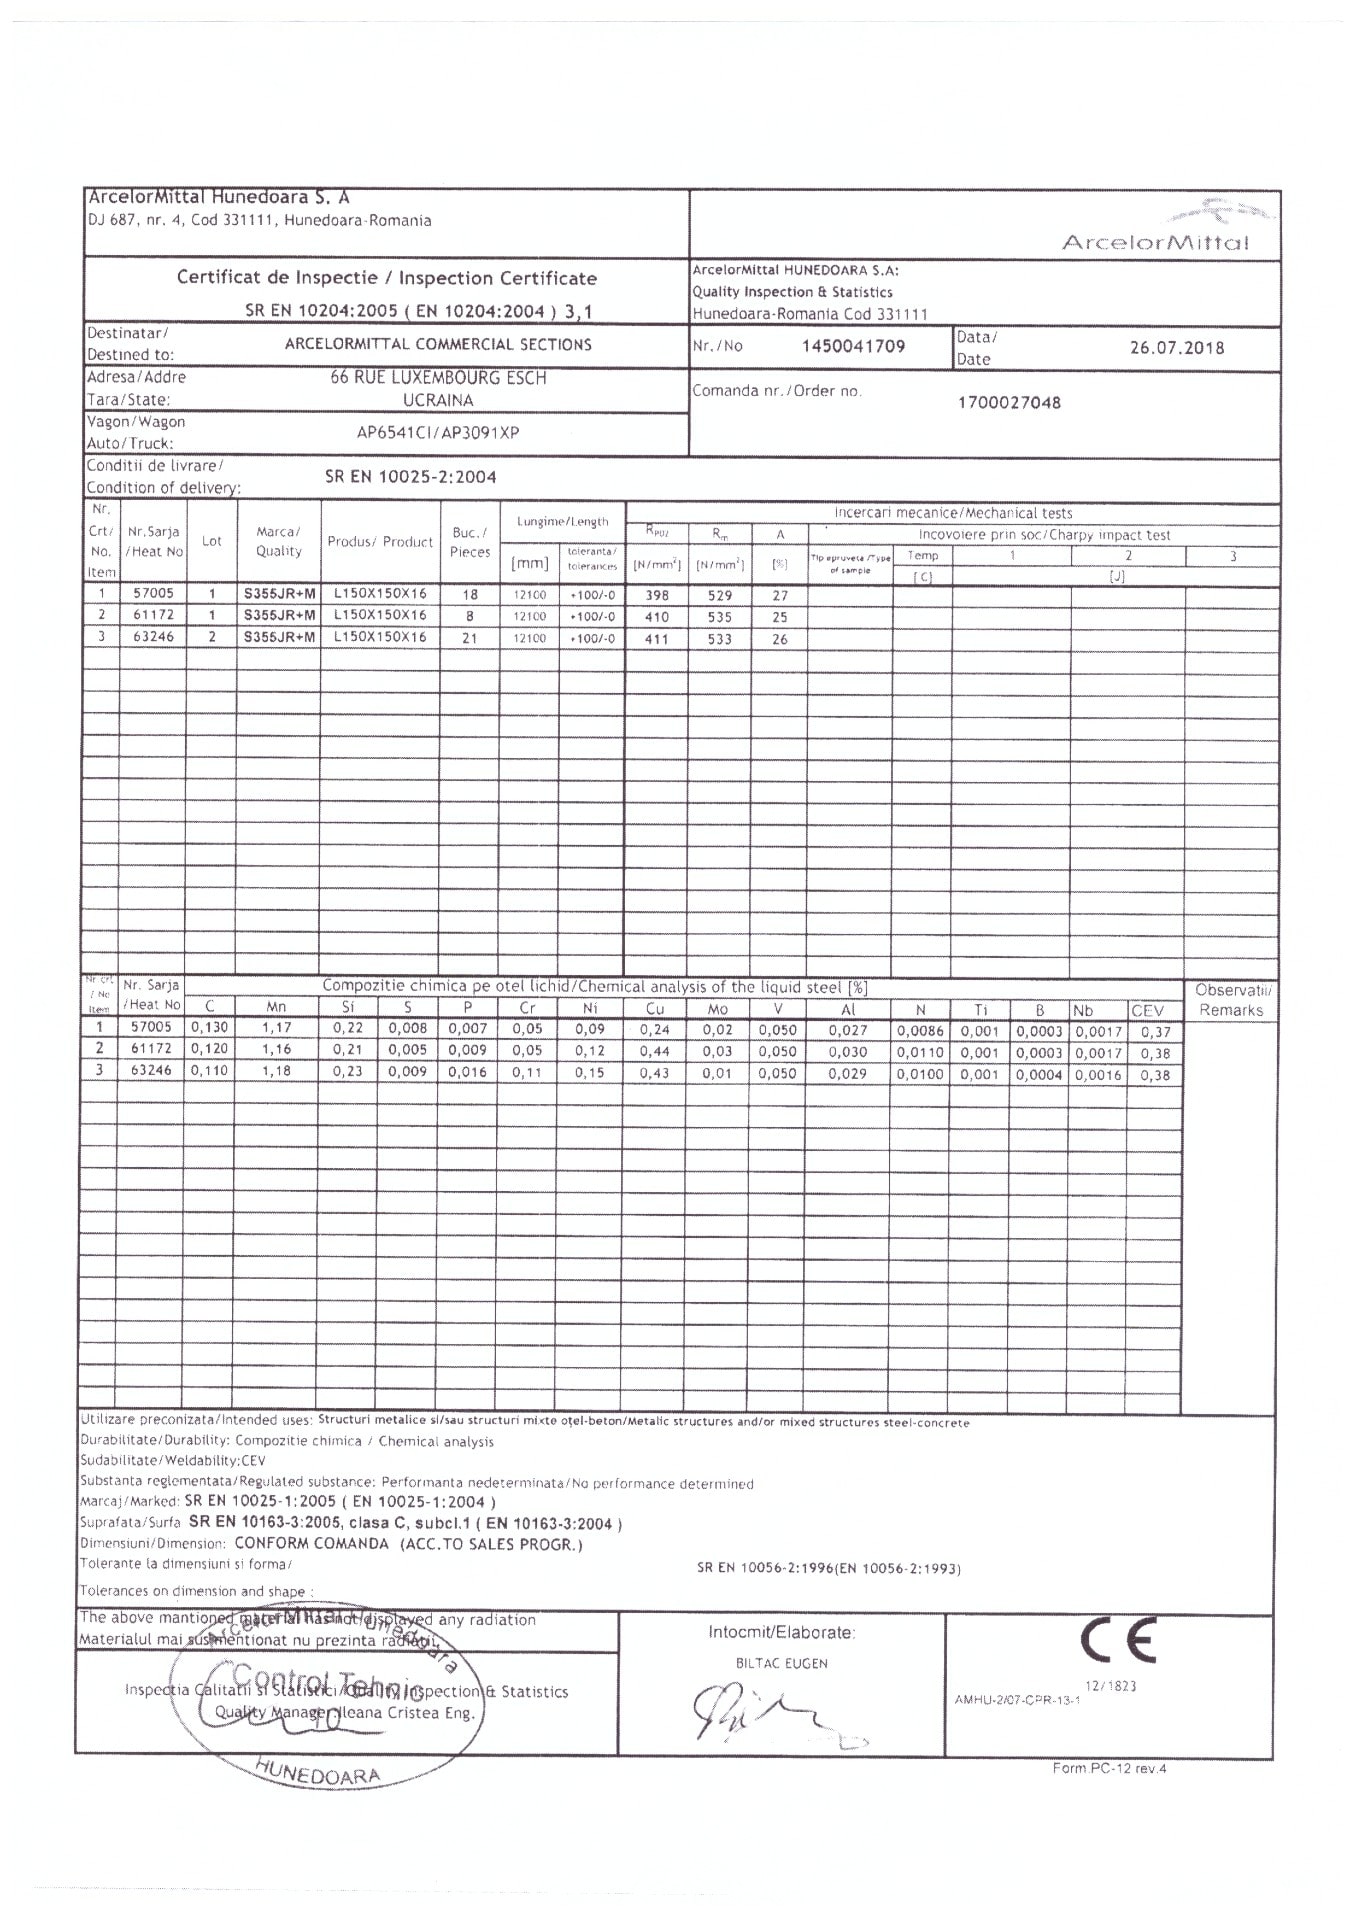 ArcelorMittal Hunedoara S. A
DJ 687, nr. 4, Cod 331111, Hunedoara-Romania
ArcelorMittal
Certificat de Inspectie / Inspection Certificate
SR EN 10204:2005 ( EN 10204:2004 ) 3,1
ArcelorMittal HUNEDOARA S.A:
Quality Inspection & Statistics
Hunedoara-Romania Cod 331111
Destinatar/
Destined to:
ARCELORMITTAL COMMERCIAL SECTIONS
Nr./No 1450041709
Data/
Date
26.07.2018
Adresa/Addre 66 RUE LUXEMBOURG ESCH
Tara/State: UCRAINA
Comanda nr./Order no.
1700027048
Vagon/Wagon
Auto/Truck:
AP6541CI/AP3091XP
Conditii de livrare/
Condition of delivery:
SR EN 10025-2:2004
Nr.
Crt/
No.
Item
Nr.Sarja
/Heat No
Lot
Marca/
Quality
Produs/ Product
Buc./
Pieces
Lungime/Length
[mm]
toleranta/
tolerances
Incercari mecanice/Mechanical tests
RP02 Rm A
[N/mm²] [N/mm²] [%]
Incovoiere prin soc/Charpy impact test
Tip epruveta /Type
of sample
Temp 1 2 3
[C] [J]
1 57005 1 S355JR+M L150X150X16 18 12100 +100/-0 398 529 27
2 61172 1 S355JR+M L150X150X16 8 12100 +100/-0 410 535 25
3 63246 2 S355JR+M L150X150X16 21 12100 +100/-0 411 533 26
Nr crt
/ No
Item
Nr. Sarja
/Heat No
Compozitie chimica pe otel lichid/Chemical analysis of the liquid steel [%]
Observatii/
Remarks
C Mn Si S P Cr Ni Cu Mo V Al N Ti B Nb CEV
1 57005 0,130 1,17 0,22 0,008 0,007 0,05 0,09 0,24 0,02 0,050 0,027 0,0086 0,001 0,0003 0,0017 0,37
2 61172 0,120 1,16 0,21 0,005 0,009 0,05 0,12 0,44 0,03 0,050 0,030 0,0110 0,001 0,0003 0,0017 0,38
3 63246 0,110 1,18 0,23 0,009 0,016 0,11 0,15 0,43 0,01 0,050 0,029 0,0100 0,001 0,0004 0,0016 0,38
Utilizare preconizata/Intended uses: Structuri metalice si/sau structuri mixte oțel-beton/Metalic structures and/or mixed structures steel-concrete
Durabilitate/Durability: Compozitie chimica / Chemical analysis
Sudabilitate/Weldability:CEV
Substanta reglementata/Regulated substance: Performanta nedeterminata/No performance determined
Marcaj/Marked: SR EN 10025-1:2005 ( EN 10025-1:2004 )
Suprafata/Surfa SR EN 10163-3:2005, clasa C, subcl.1 ( EN 10163-3:2004 )
Dimensiuni/Dimension: CONFORM COMANDA (ACC.TO SALES PROGR.)
Tolerante la dimensiuni si forma/
SR EN 10056-2:1996(EN 10056-2:1993)
Tolerances on dimension and shape :
The above mantioned material has not displayed any radiation
Materialul mai sus mentionat nu prezinta radiatii
Inspectia Calitatii si Statistici/Quality Inspection & Statistics
Quality Manager Ileana Cristea Eng.
ArcelorMittal Hunedoara
Control Tehnic
HUNEDOARA
Intocmit/Elaborate:
BILTAC EUGEN
CE
12/1823
AMHU-2/07-CPR-13-1
Form.PC-12 rev.4